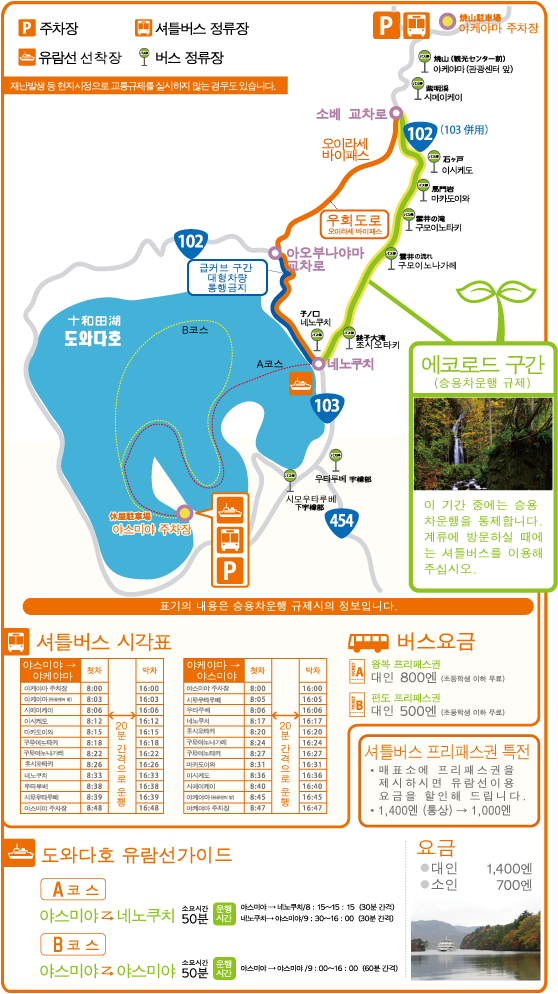 P 주차장
셔틀버스 정류장
유람선 선착장
버스 정류장
재난발생 등 현지사정으로 교통규제를 실시하지 않는 경우도 있습니다.
P
焼山駐車場
야케야마 주차장
焼山 (観光センター前)
야케야마 (관광센터 앞)
紫明渓
시메이케이
소베 교차로
102
(103 併用)
오이라세
바이패스
石ヶ戸
이시케도
馬門岩
마카도이와
우회도로
오이라세 바이패스
雲井の滝
구모이노타키
102
아오부나야마
교차로
雲井の流れ
구모이노나가레
급커브 구간
대형차량
통행금지
十和田湖
도와다호
B코스
子ノ口
네노쿠치
銚子大滝
조시오타키
A코스
네노쿠치
103
에코로드 구간
(승용차운행 규제)
우타루베 宇樽部
시모우타루베
下宇樽部
休屋駐車場
야스미야 주차장
454
P
이 기간 중에는 승용
차운행을 통제합니다.
계류에 방문하실 때에
는 셔틀버스를 이용해
주십시오.
표기의 내용은 승용차운행 규제시의 정보입니다.
셔틀버스 시각표
야스미야 → 야케야마 첫차 막차
야케야마 주차장 8:00 16:00
야케야마 8:03 16:03
시메이케이 8:06 16:06
이시케도 8:12 16:12
마카도이와 8:15 16:15
구모이노타키 8:18 16:18
구모이노나가레 8:22 16:22
조시오타키 8:26 16:26
네노쿠치 8:33 16:33
우타루베 8:38 16:38
시모우타루베 8:39 16:39
야스미야 주차장 8:48 16:48
20분 간격으로 운행
야케야마 → 야스미야 첫차 막차
야스미야 주차장 8:00 16:00
시모우타루베 8:05 16:05
우타루베 8:06 16:06
네노쿠치 8:17 16:17
조시오타키 8:20 16:20
구모이노나가레 8:24 16:24
구모이노타키 8:27 16:27
마카도이와 8:31 16:31
이시케도 8:36 16:36
시메이케이 8:40 16:40
야케야마 8:45 16:45
야케야마 주차장 8:47 16:47
20분 간격으로 운행
버스요금
A 왕복 프리패스권
대인 800엔 (초등학생 이하 무료)
B 편도 프리패스권
대인 500엔 (초등학생 이하 무료)
셔틀버스 프리패스권 특전
• 매표소에 프리패스권을
제시하시면 유람선이용
요금을 할인해 드립니다.
• 1,400엔 (통상) → 1,000엔
도와다호 유람선가이드
A 코스
야스미야 네노쿠치
소요시간
50분
운행
시간
야스미야 → 네노쿠치/8 : 15~15 : 15 (30분 간격)
네노쿠치→ 야스미야/9 : 30~16 : 00 (30분 간격)
B 코스
야스미야 야스미야
소요시간
50분
운행
시간
야스미야 → 야스미야 /9 : 00~16 : 00 (60분 간격)
요금
대인 1,400엔
소인 700엔